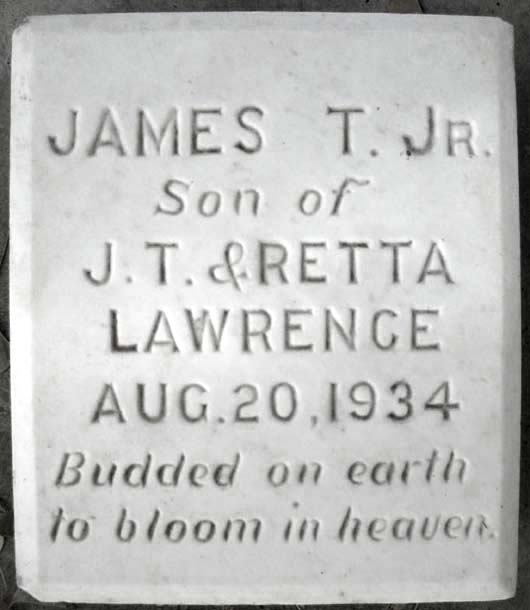 JAMES T. JR.
Son of
J.T. & RETTA
LAWRENCE
AUG. 20, 1934
Budded on earth
to bloom in heaven.